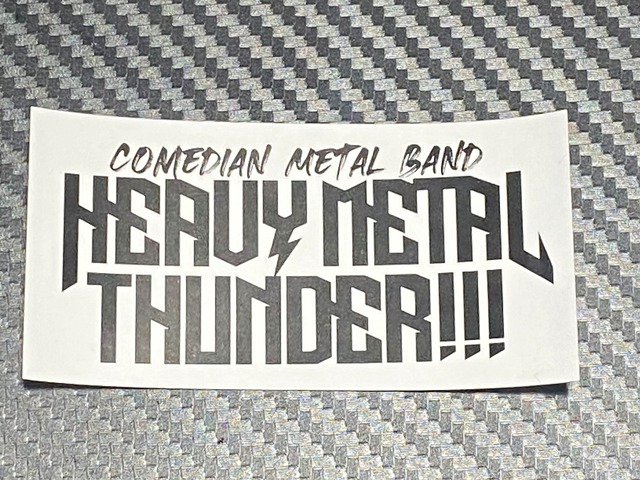 COMEDIAN METAL BAND
HEAVY METAL
THUNDER!!!